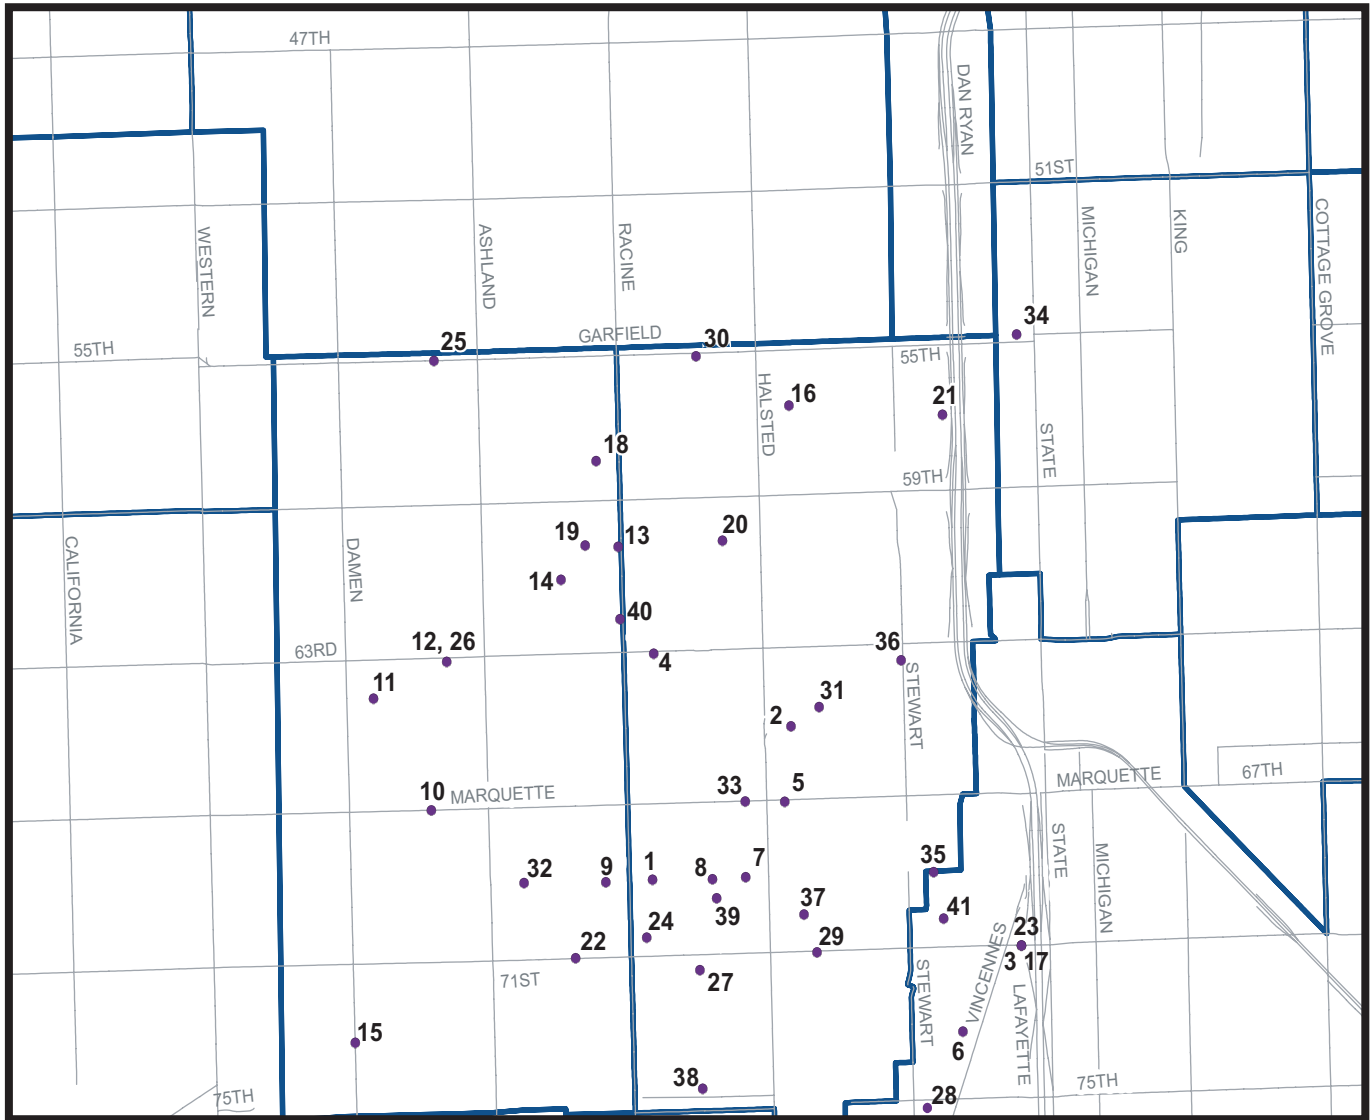 47TH
DAN RYAN
51ST
WESTERN
ASHLAND
RACINE
MICHIGAN
KING
COTTAGE GROVE
34
GARFIELD
30
25
55TH
55TH
HALSTED
16
21
18
STATE
59TH
19
13
20
CALIFORNIA
DAMEN
14
40
12, 26
63RD
4
36
STEWART
11
31
2
MARQUETTE
67TH
10
MARQUETTE
33
5
STATE
MICHIGAN
32
9
1
8
7
35
39
37
41
24
29
23
22
3 17
71ST
27
STEWART
VINCENNES
LAFAYETTE
15
6
38
75TH
75TH
28